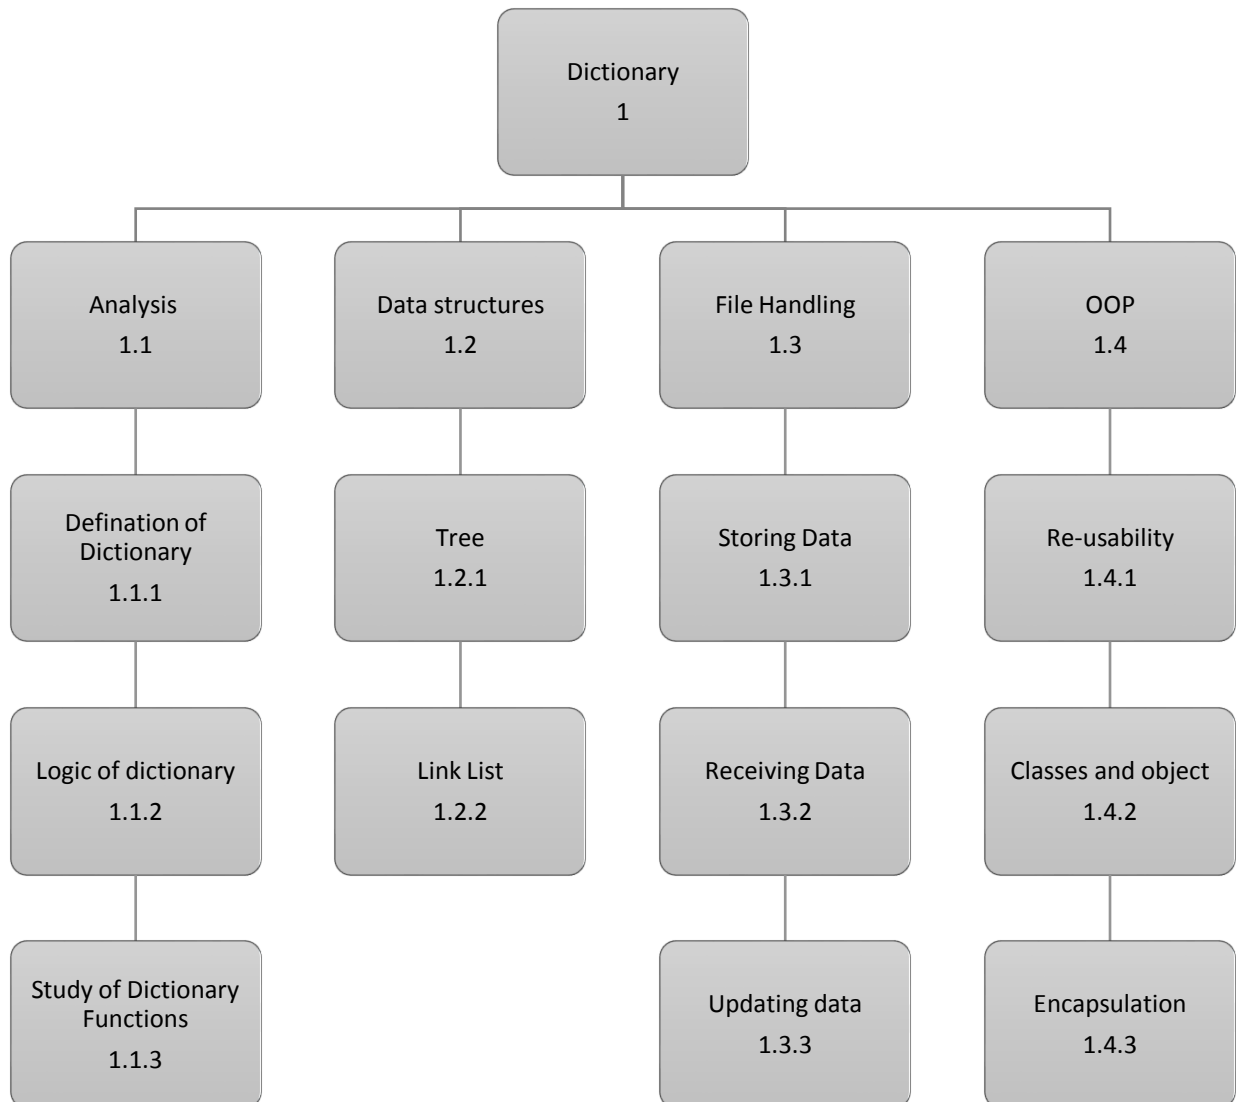 Dictionary
1
Analysis
1.1
Data structures
1.2
File Handling
1.3
OOP
1.4
Defination of
Dictionary
1.1.1
Tree
1.2.1
Storing Data
1.3.1
Re-usability
1.4.1
Logic of dictionary
1.1.2
Link List
1.2.2
Receiving Data
1.3.2
Classes and object
1.4.2
Study of Dictionary
Functions
1.1.3
Updating data
1.3.3
Encapsulation
1.4.3